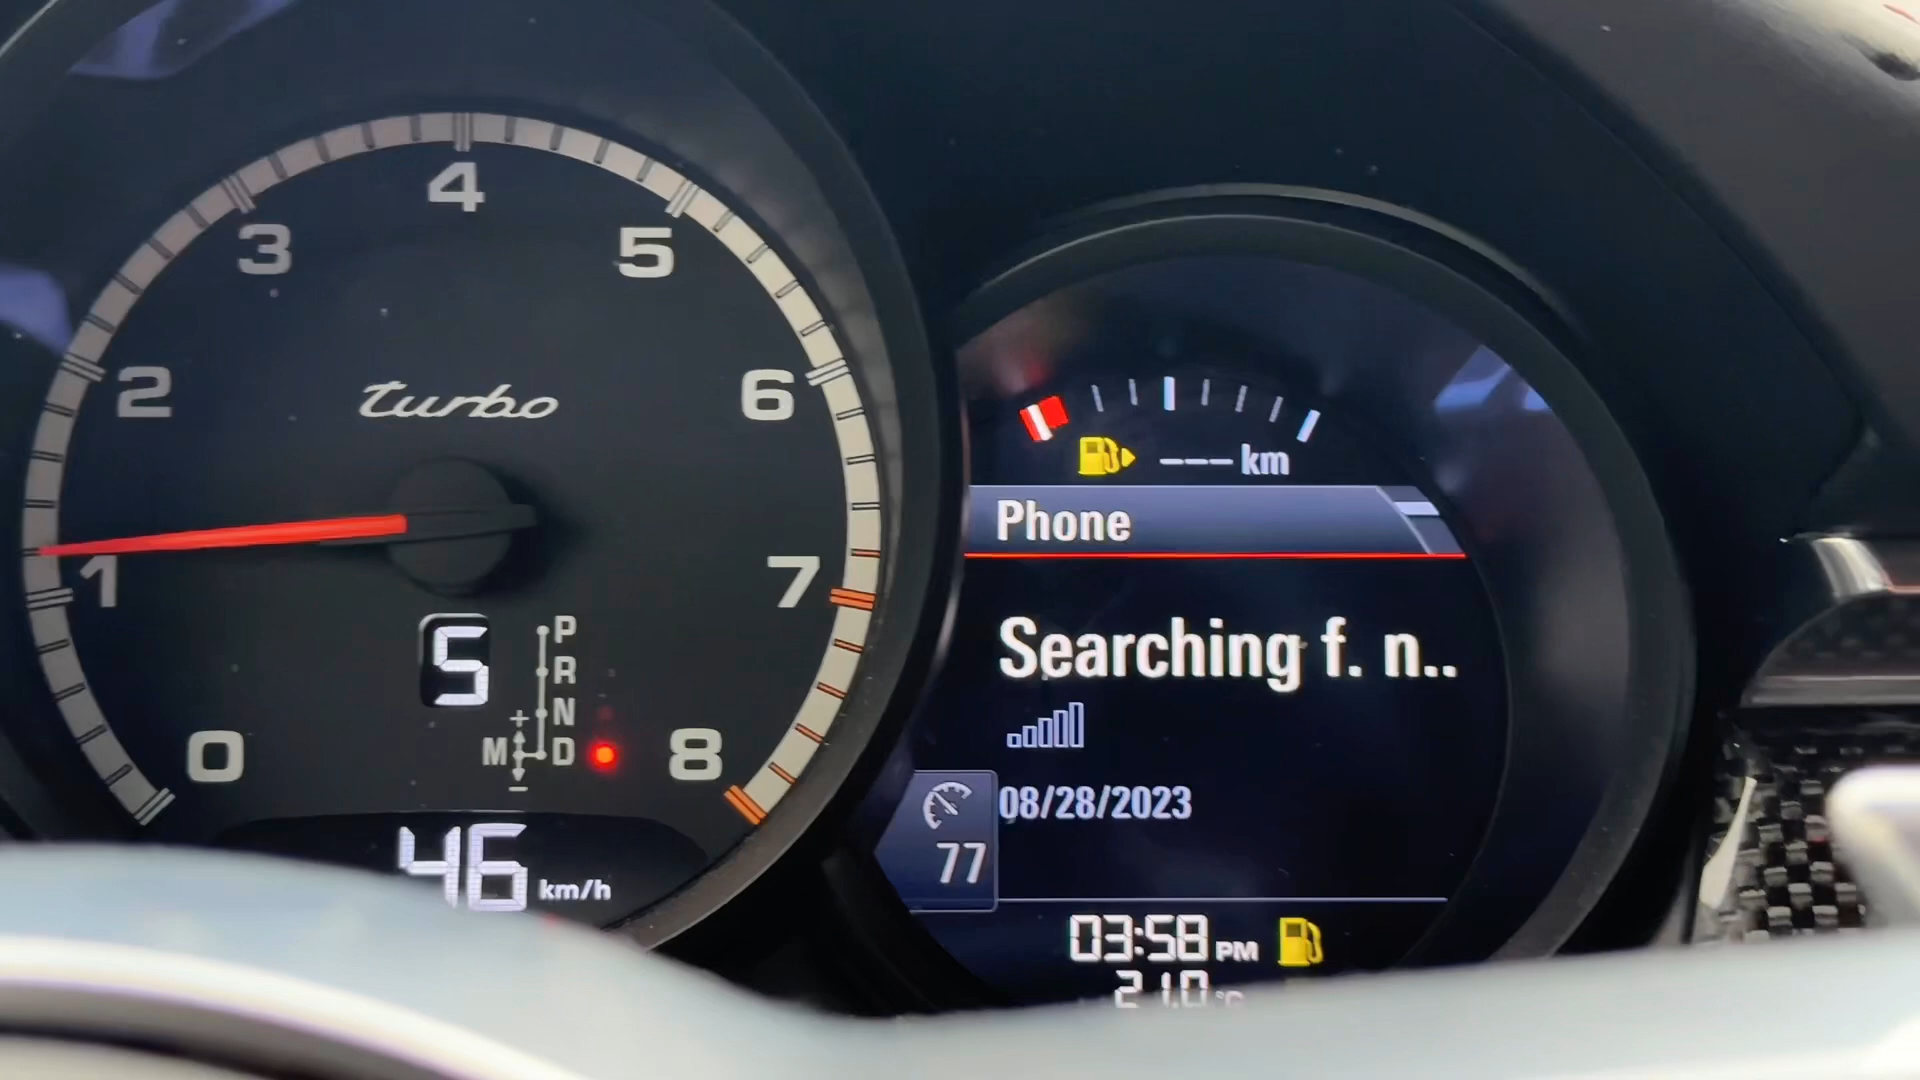 4
3
5
2
6
turbo
1
7
0
8
5
P
R
N
+
M D
−
46 km/h
--- km
Phone
Searching f. n..
08/28/2023
77
03:58 PM
21.0 °C